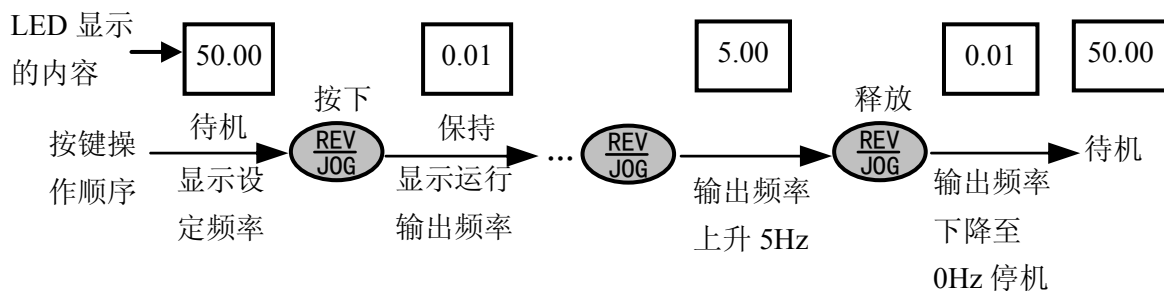 LED 显示
的内容
50.00
0.01
5.00
0.01
50.00
按键操
作顺序
待机
显示设
定频率
按下
REV
JOG
保持
显示运行
输出频率
...
REV
JOG
输出频率
上升 5Hz
释放
REV
JOG
输出频率
下降至
0Hz 停机
待机